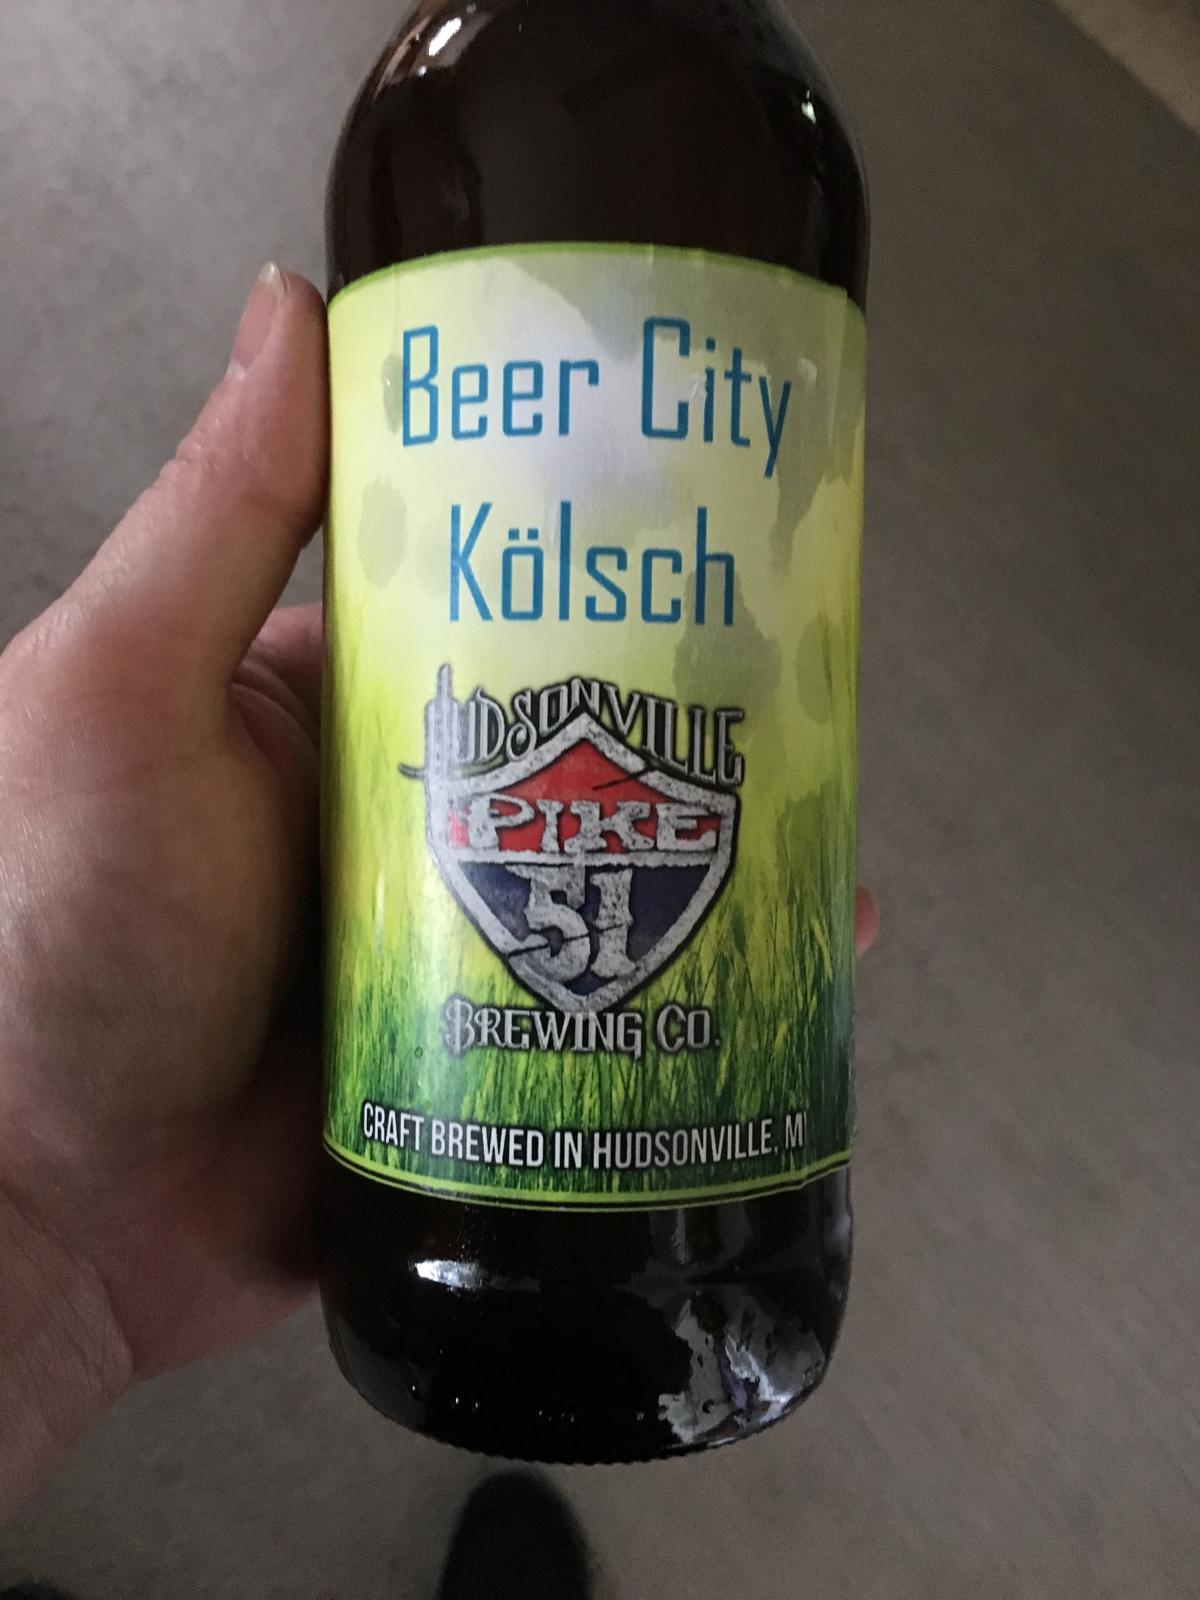 Beer City
Kölsch
HUDSONVILLE
PIKE
51
BREWING CO.
CRAFT BREWED IN HUDSONVILLE, MI